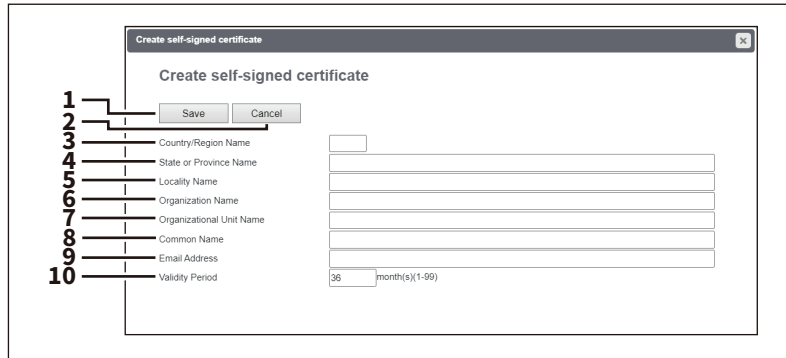 Create self-signed certificate
Create self-signed certificate
1
Save Cancel
2
3 Country/Region Name
4 State or Province Name
5 Locality Name
6 Organization Name
7 Organizational Unit Name
8 Common Name
9 Email Address
10 Validity Period 36 month(s)(1-99)